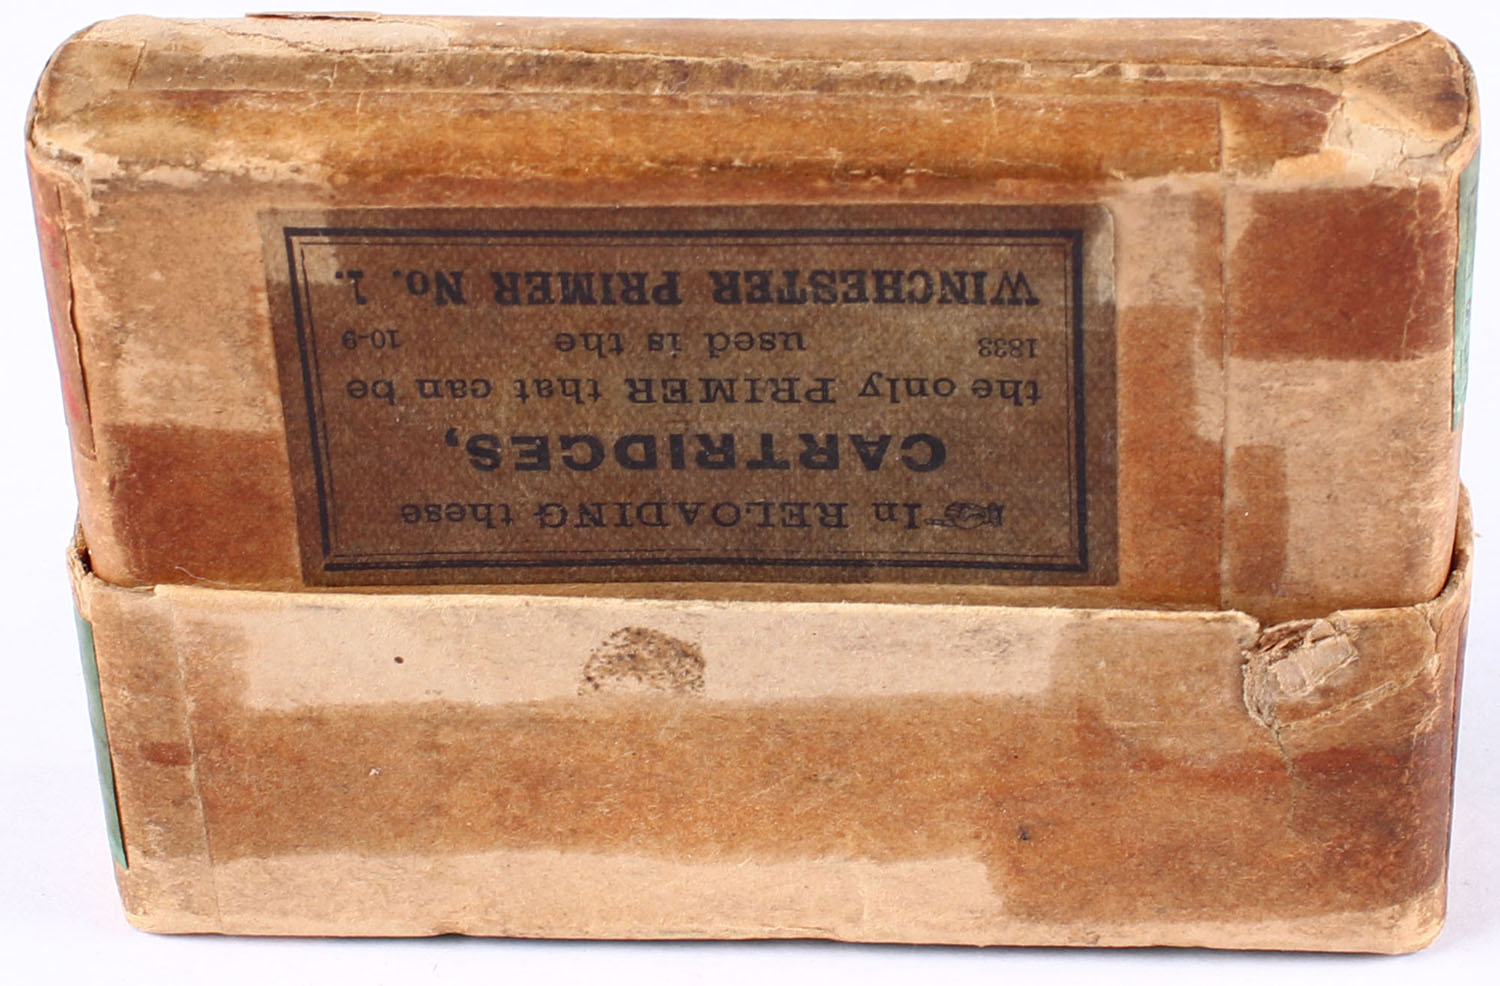 In RELOADING these
CARTRIDGES,
the only PRIMER that can be
1833 used is the 10-9
WINCHESTER PRIMER No. 1.